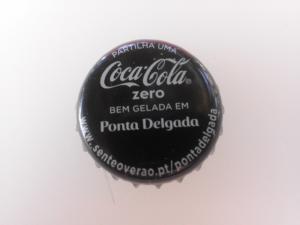 PARTILHA UMA
Coca-Cola®
zero
BEM GELADA EM
Ponta Delgada
www.senteoverao.pt/pontadelgada